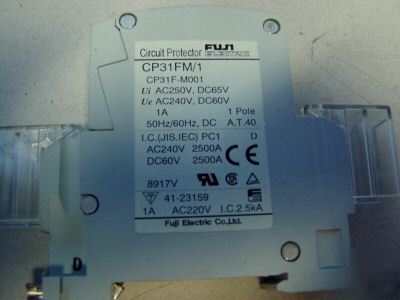 Circuit Protector FUJI ELECTRIC
CP31FM/1
CP31F-M001
Ui AC250V, DC65V
Ue AC240V, DC60V
1A 1 Pole
50Hz/60Hz, DC A.T.40
I.C.(JIS.IEC) PC1 D
AC240V 2500A
DC60V 2500A
8917V
41-23159
1A AC220V I.C.2.5kA
Fuji Electric Co.,Ltd.